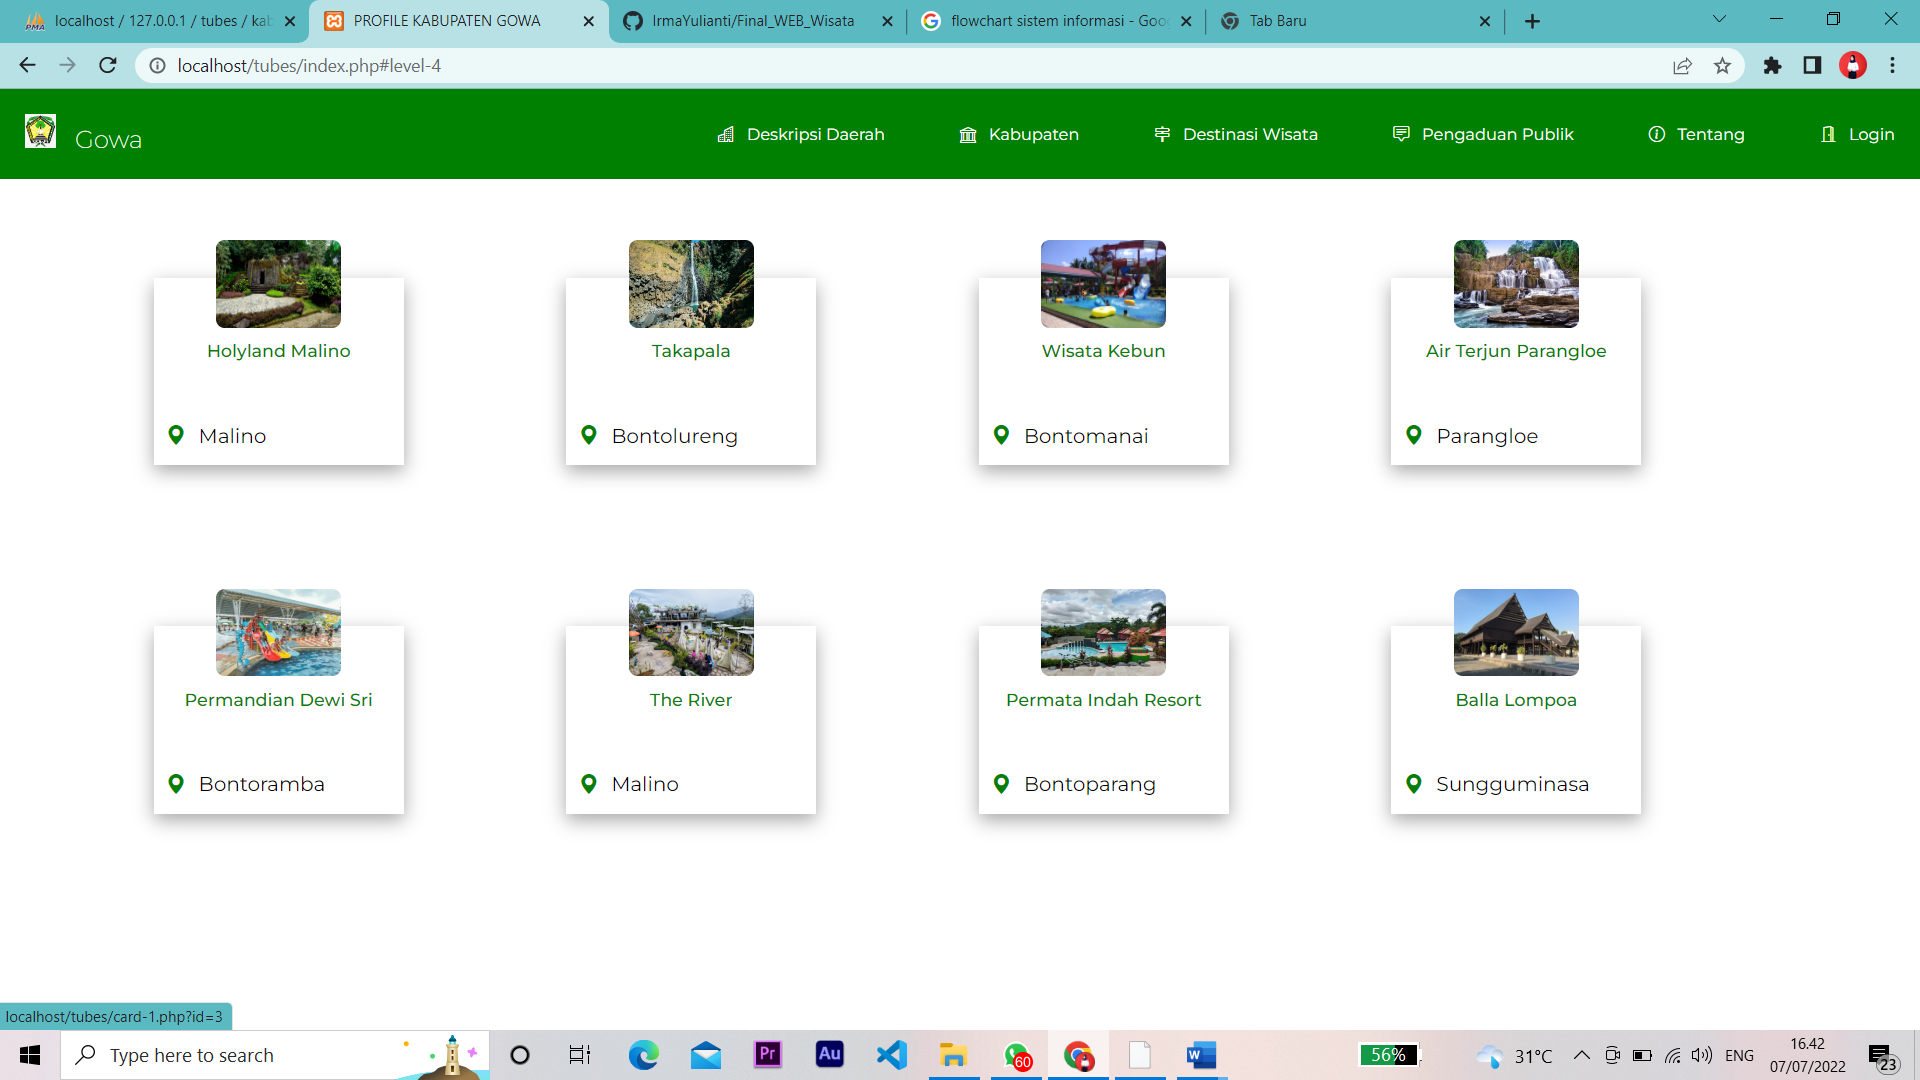 localhost / 127.0.0.1 / tubes / kab
PROFILE KABUPATEN GOWA
IrmaYulianti/Final_WEB_Wisata
flowchart sistem informasi - Goo
Tab Baru
localhost/tubes/index.php#level-4
Gowa
Deskripsi Daerah
Kabupaten
Destinasi Wisata
Pengaduan Publik
Tentang
Login
Holyland Malino
Takapala
Wisata Kebun
Air Terjun Parangloe
Malino
Bontolureng
Bontomanai
Parangloe
Permandian Dewi Sri
The River
Permata Indah Resort
Balla Lompoa
Bontoramba
Malino
Bontoparang
Sungguminasa
localhost/tubes/card-1.php?id=3
Type here to search
Pr
Au
60
W
56%
31°C
ENG
16.42
07/07/2022
23